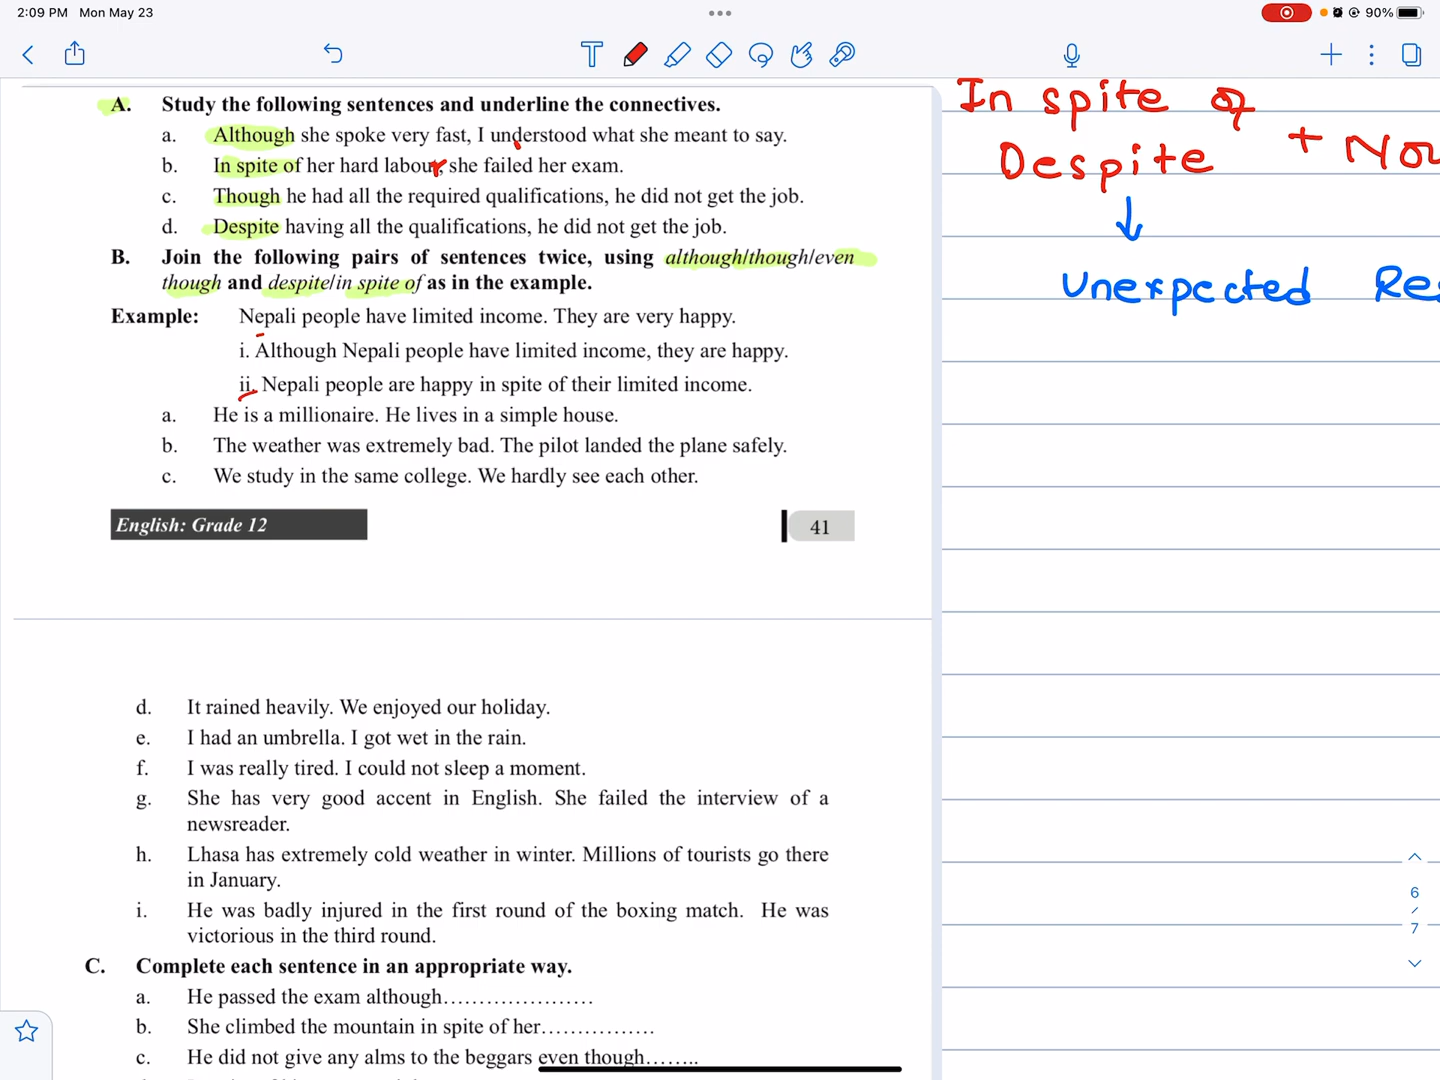 2:09 PM Mon May 23
90%
A. Study the following sentences and underline the connectives.
a. Although she spoke very fast, I understood what she meant to say.
b. In spite of her hard labour, she failed her exam.
c. Though he had all the required qualifications, he did not get the job.
d. Despite having all the qualifications, he did not get the job.
B. Join the following pairs of sentences twice, using although/though/even
though and despite/in spite of as in the example.
Example: Nepali people have limited income. They are very happy.
i. Although Nepali people have limited income, they are happy.
ii. Nepali people are happy in spite of their limited income.
a. He is a millionaire. He lives in a simple house.
b. The weather was extremely bad. The pilot landed the plane safely.
c. We study in the same college. We hardly see each other.
English: Grade 12
41
d. It rained heavily. We enjoyed our holiday.
e. I had an umbrella. I got wet in the rain.
f. I was really tired. I could not sleep a moment.
g. She has very good accent in English. She failed the interview of a
newsreader.
h. Lhasa has extremely cold weather in winter. Millions of tourists go there
in January.
i. He was badly injured in the first round of the boxing match. He was
victorious in the third round.
C. Complete each sentence in an appropriate way.
a. He passed the exam although.....................
b. She climbed the mountain in spite of her................
c. He did not give any alms to the beggars even though........
In spite of
Despite + Nou
Unexpected Res
6
/
7